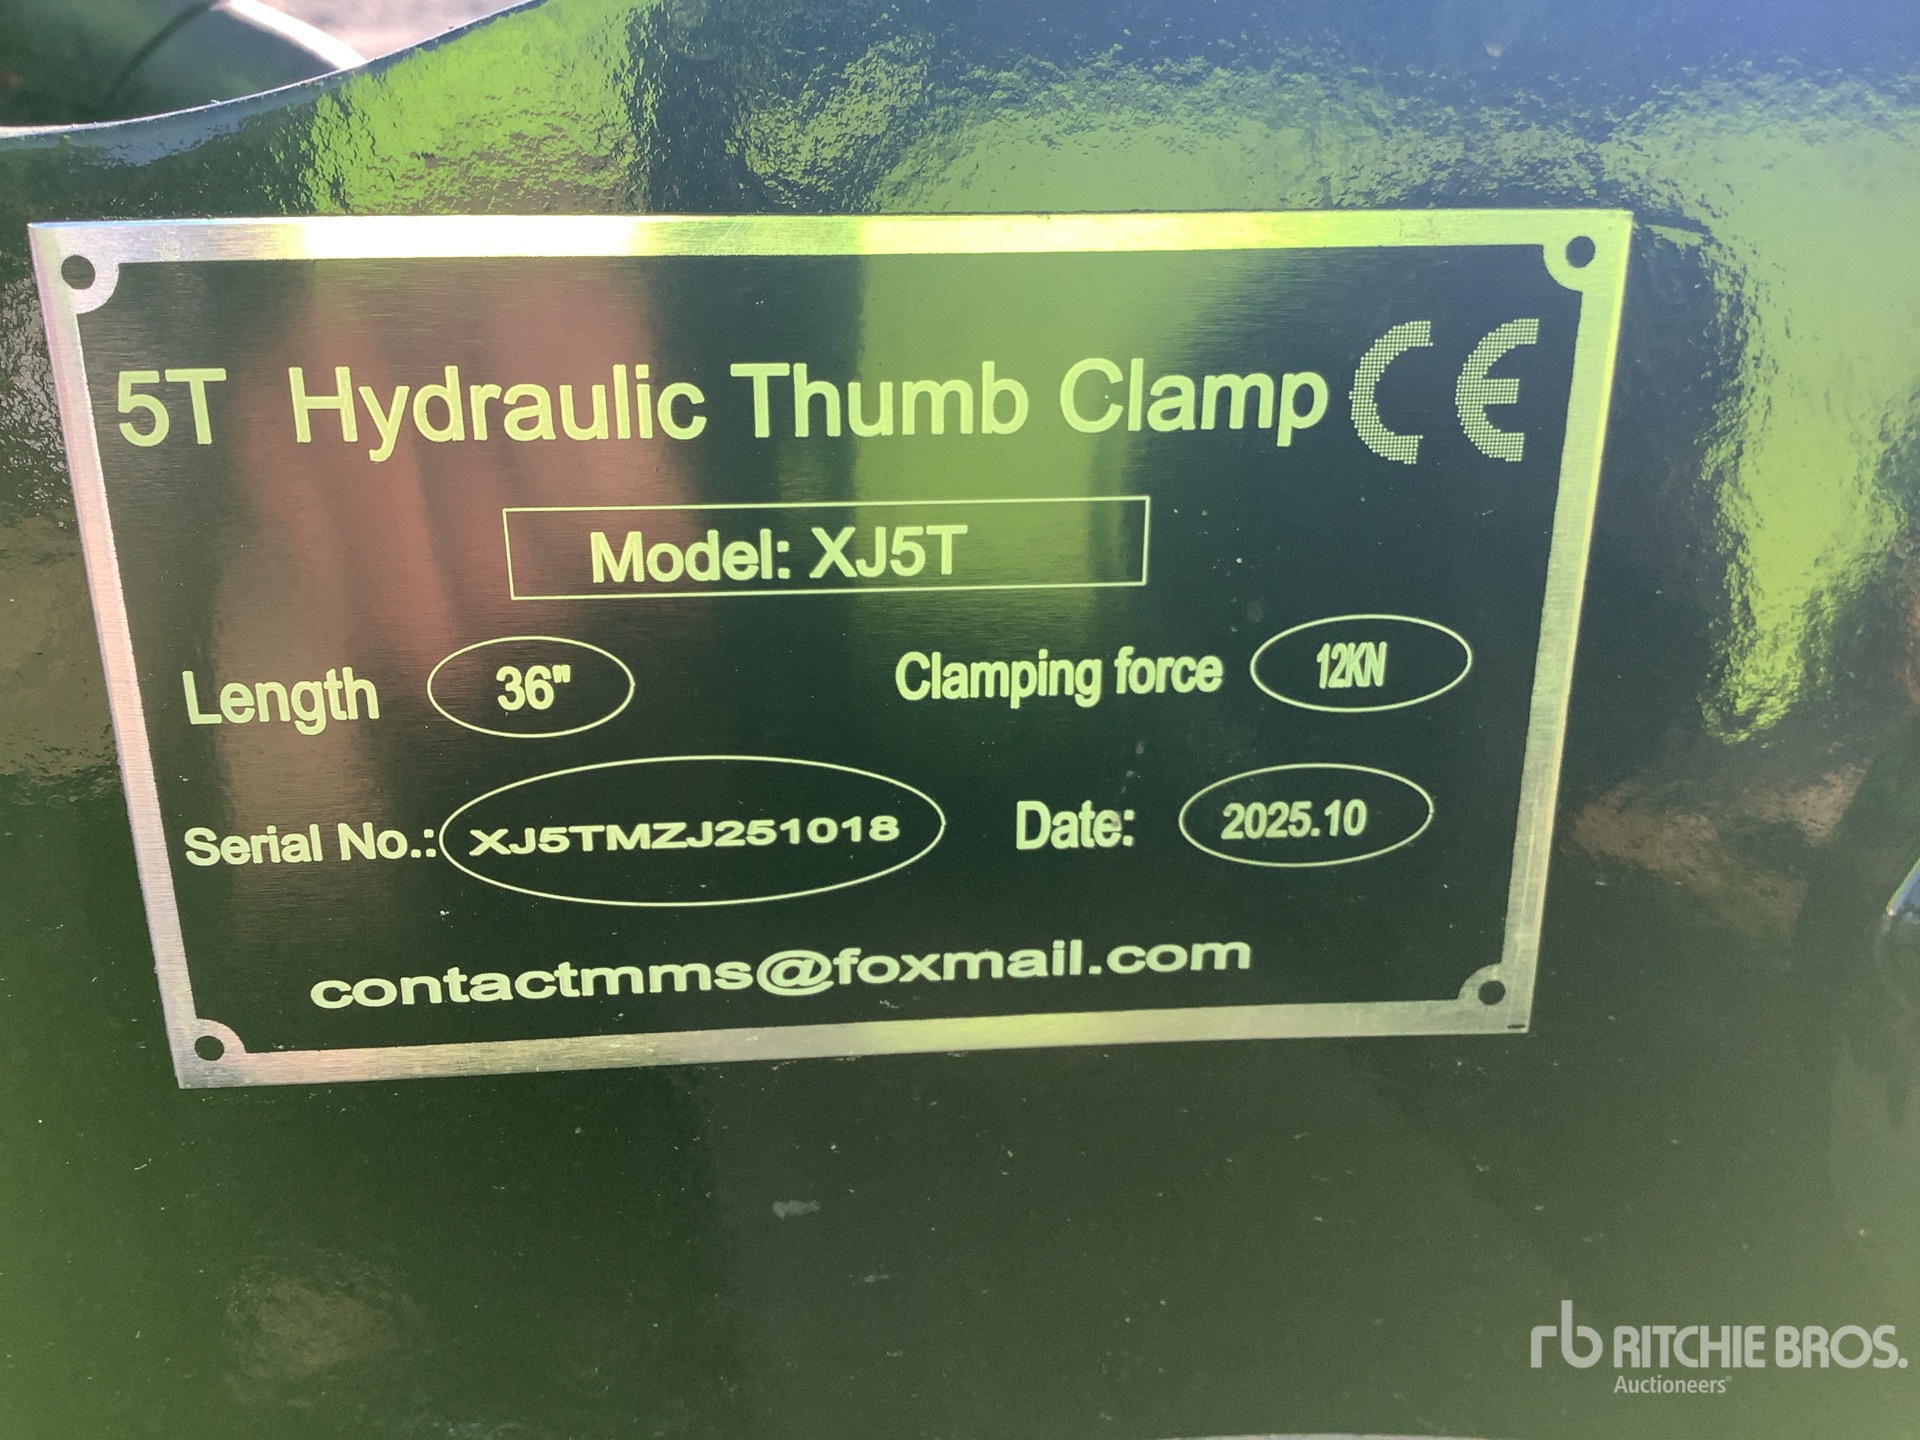 5T Hydraulic Thumb Clamp CE
Model: XJ5T
Length 36" Clamping force 12KN
Serial No.: XJ5TMZJ251018 Date: 2025.10
contactmms@foxmail.com
rb RITCHIE BROS.
Auctioneers